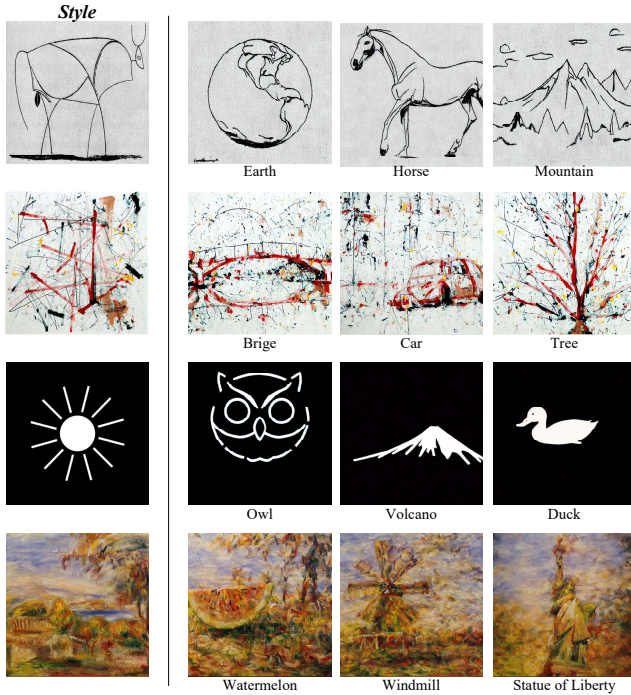 Style
Earth Horse Mountain
Brige Car Tree
Owl Volcano Duck
Watermelon Windmill Statue of Liberty